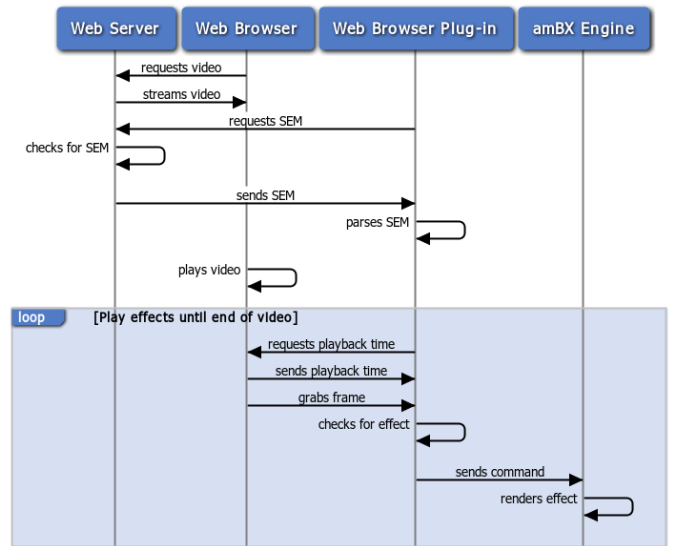 Web Server
Web Browser
Web Browser Plug-in
amBX Engine
requests video
streams video
requests SEM
checks for SEM
sends SEM
parses SEM
plays video
loop
[Play effects until end of video]
requests playback time
sends playback time
grabs frame
checks for effect
sends command
renders effect